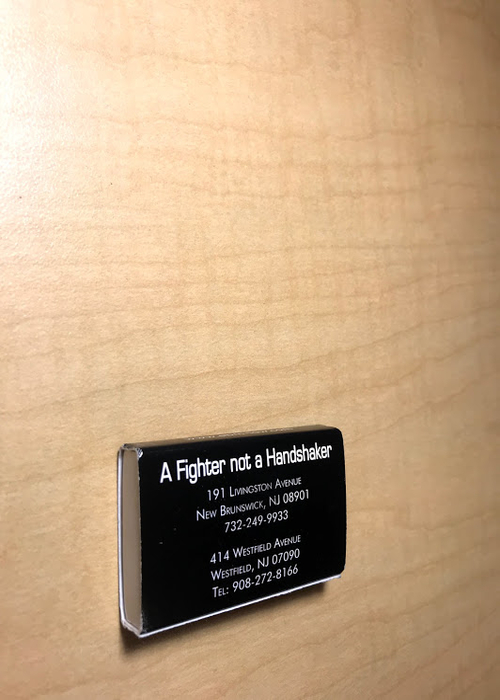 A Fighter not a Handshaker
191 LIVINGSTON AVENUE
NEW BRUNSWICK, NJ 08901
732-249-9933
414 WESTFIELD AVENUE
WESTFIELD, NJ 07090
TEL: 908-272-8166